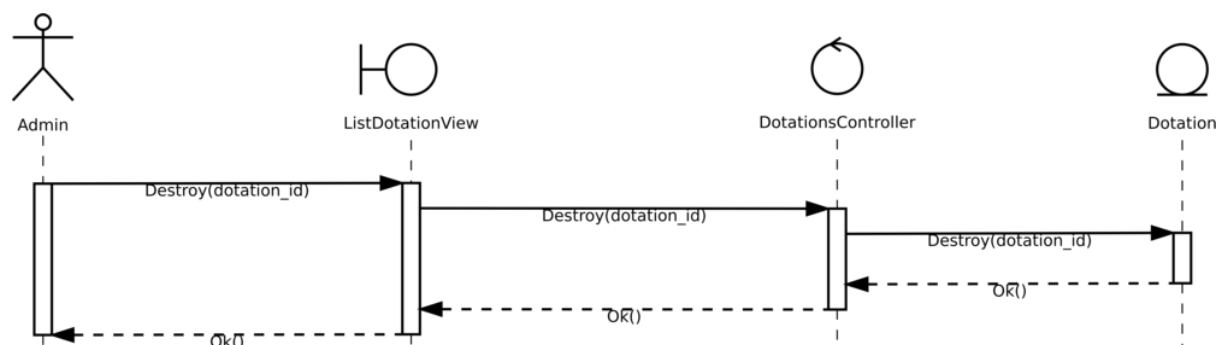 Admin
ListDotationView
DotationsController
Dotation
Destroy(dotation_id)
Destroy(dotation_id)
Destroy(dotation_id)
Ok()
Ok()
Ok()